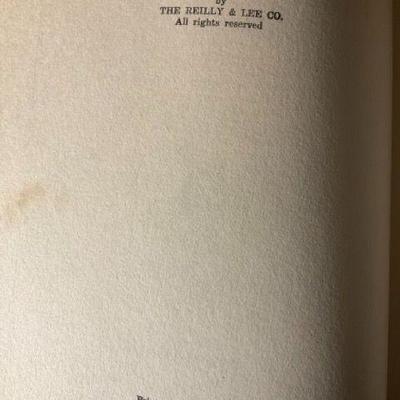 by
THE REILLY & LEE CO.
All rights reserved